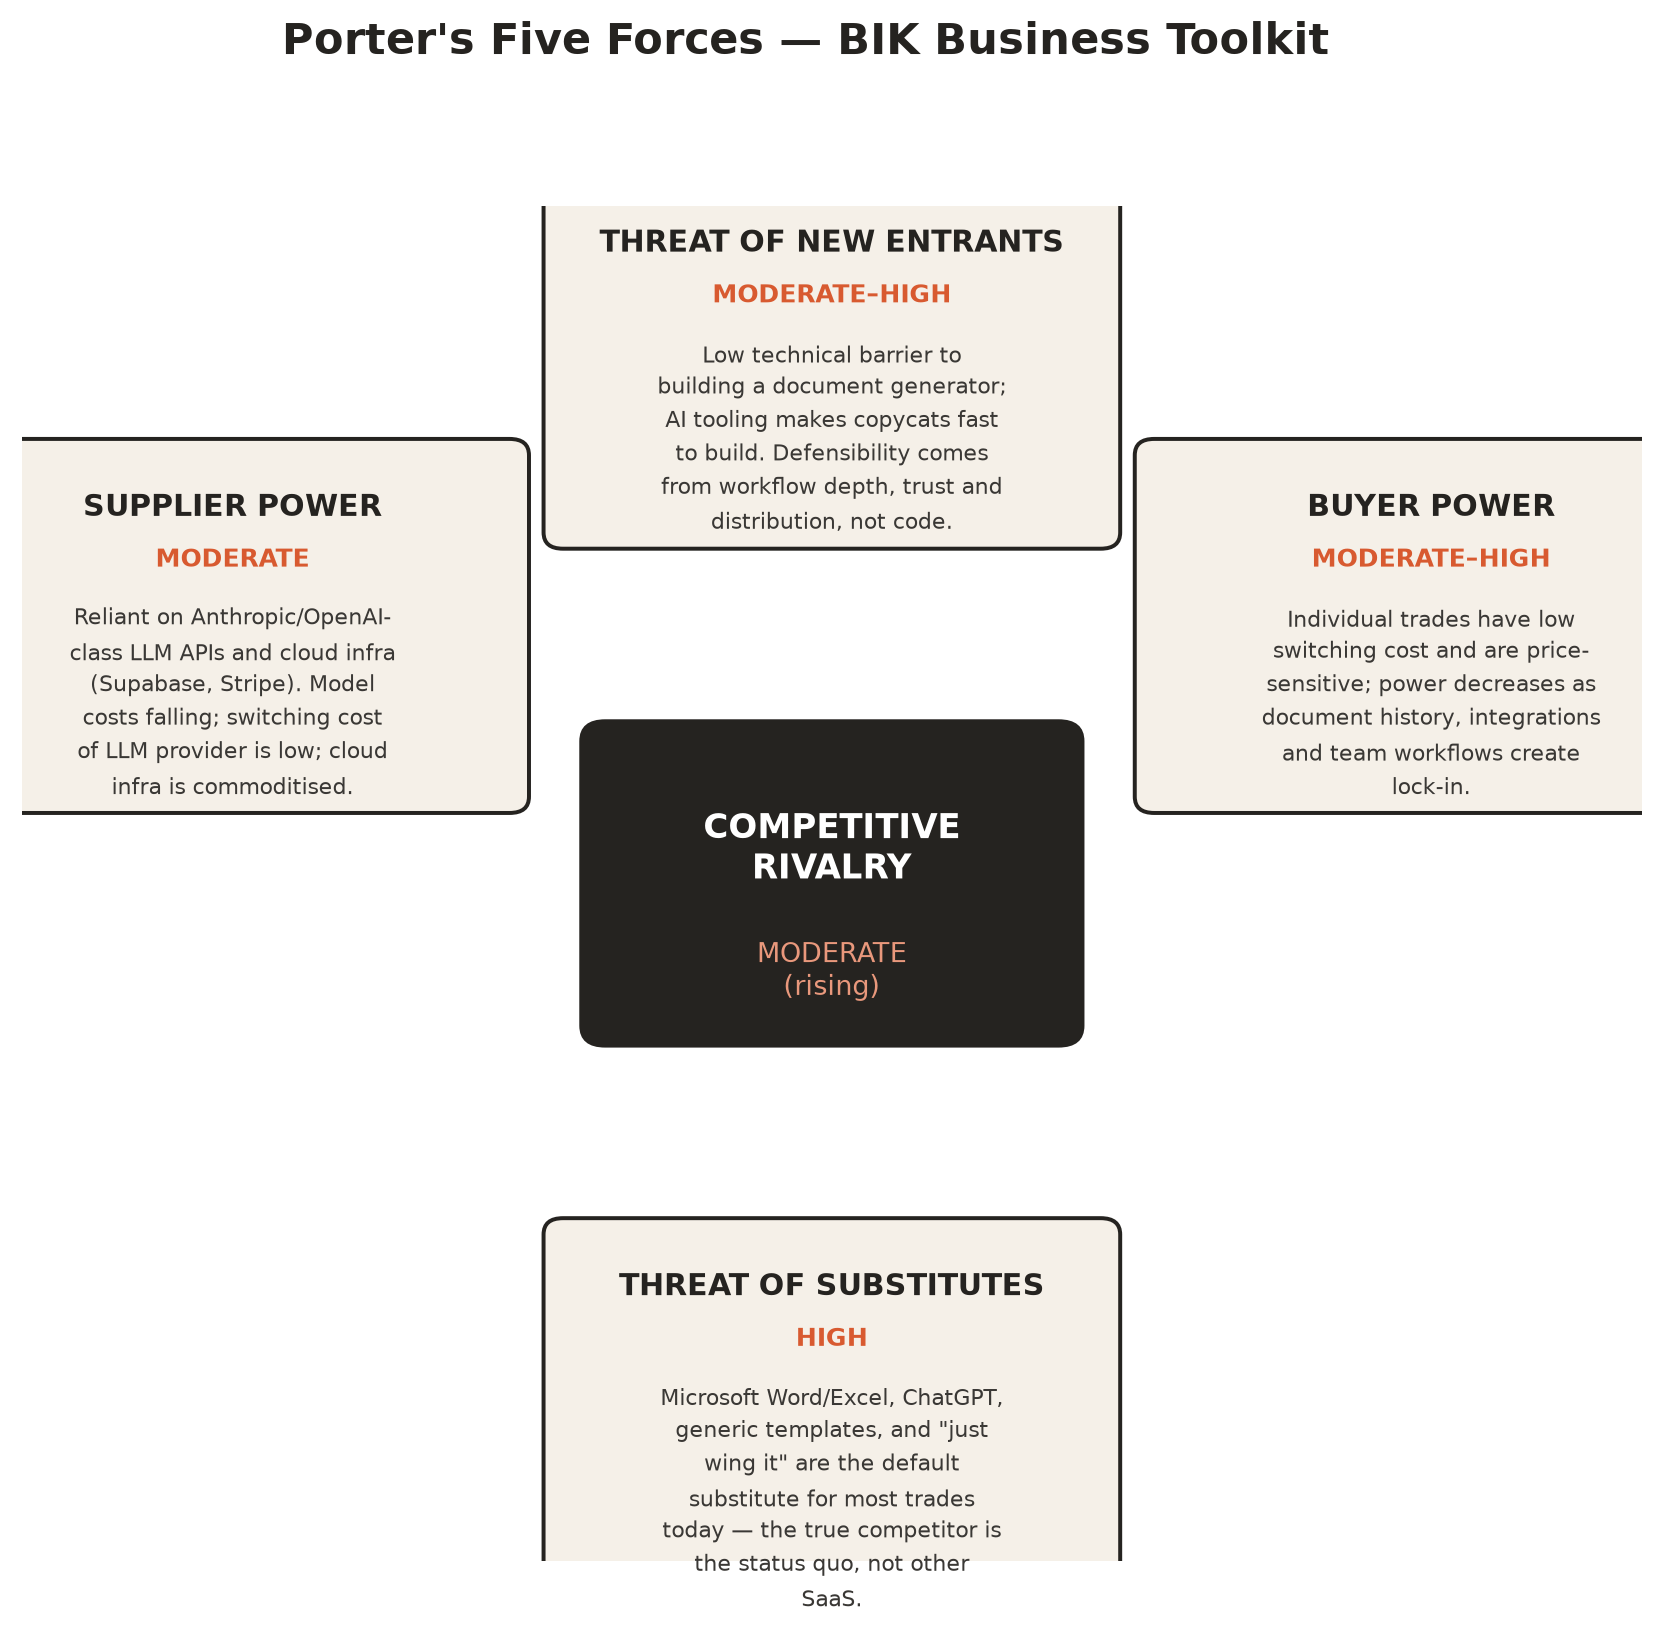 Porter's Five Forces — BIK Business Toolkit
THREAT OF NEW ENTRANTS
MODERATE–HIGH
Low technical barrier to
building a document generator;
AI tooling makes copycats fast
to build. Defensibility comes
from workflow depth, trust and
distribution, not code.
SUPPLIER POWER
MODERATE
Reliant on Anthropic/OpenAI-
class LLM APIs and cloud infra
(Supabase, Stripe). Model
costs falling; switching cost
of LLM provider is low; cloud
infra is commoditised.
BUYER POWER
MODERATE–HIGH
Individual trades have low
switching cost and are price-
sensitive; power decreases as
document history, integrations
and team workflows create
lock-in.
COMPETITIVE
RIVALRY
MODERATE
(rising)
THREAT OF SUBSTITUTES
HIGH
Microsoft Word/Excel, ChatGPT,
generic templates, and "just
wing it" are the default
substitute for most trades
today — the true competitor is
the status quo, not other
SaaS.